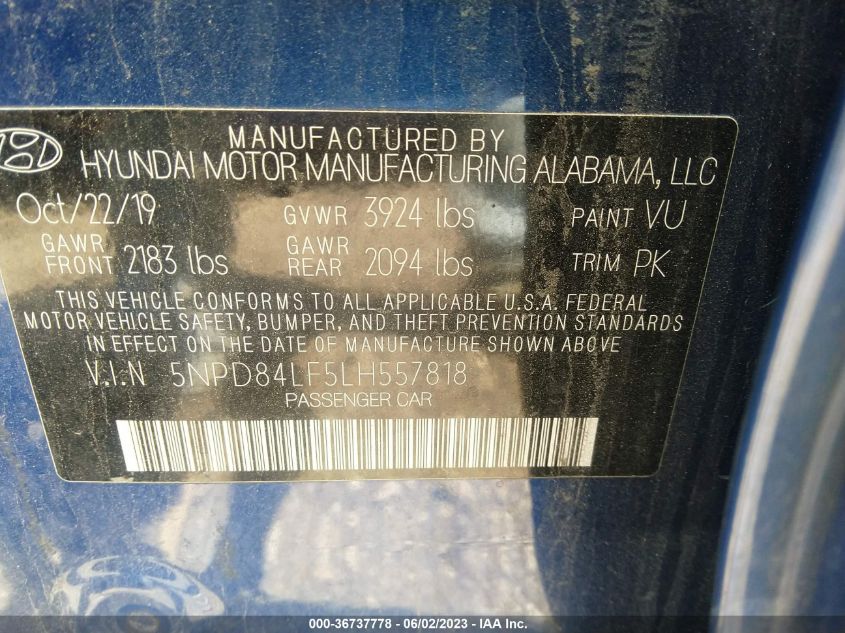 MANUFACTURED BY
HYUNDAI MOTOR MANUFACTURING ALABAMA, LLC
Oct/22/19 GVWR 3924 lbs PAINT VU
GAWR FRONT 2183 lbs GAWR REAR 2094 lbs TRIM PK
THIS VEHICLE CONFORMS TO ALL APPLICABLE U.S.A. FEDERAL
MOTOR VEHICLE SAFETY, BUMPER, AND THEFT PREVENTION STANDARDS
IN EFFECT ON THE DATE OF MANUFACTURE SHOWN ABOVE.
V.I.N 5NPD84LF5LH557818
PASSENGER CAR
000-36737778 - 06/02/2023 - IAA Inc.